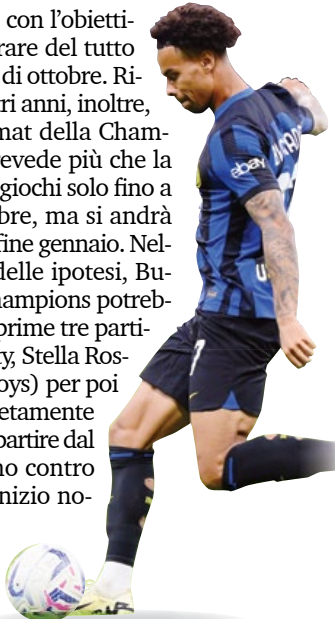 con l'obietti-
rare del tutto
di ottobre. Ri-
ri anni, inoltre,
mat della Cham-
revede più che la
giochi solo fino a
bre, ma si andrà
fine gennaio. Nel-
delle ipotesi, Bu-
hampions potreb-
prime tre parti-
ty, Stella Ros-
oys) per poi
etamente
partire dal
no contro
nizio no-
ebay